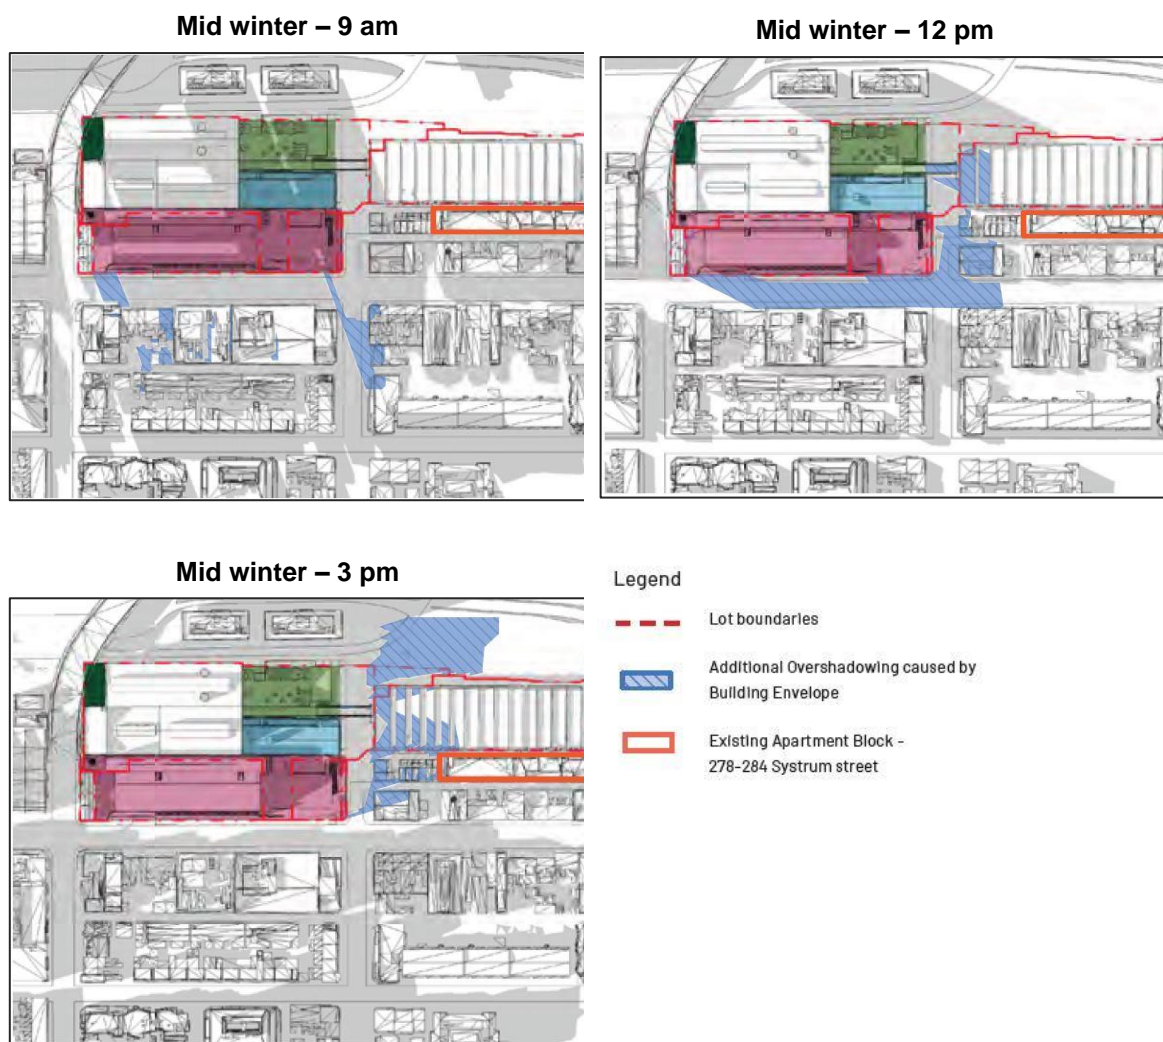 Mid winter – 9 am
Mid winter – 12 pm
Mid winter – 3 pm
Legend
Lot boundaries
Additional Overshadowing caused by
Building Envelope
Existing Apartment Block -
278-284 Systrum street